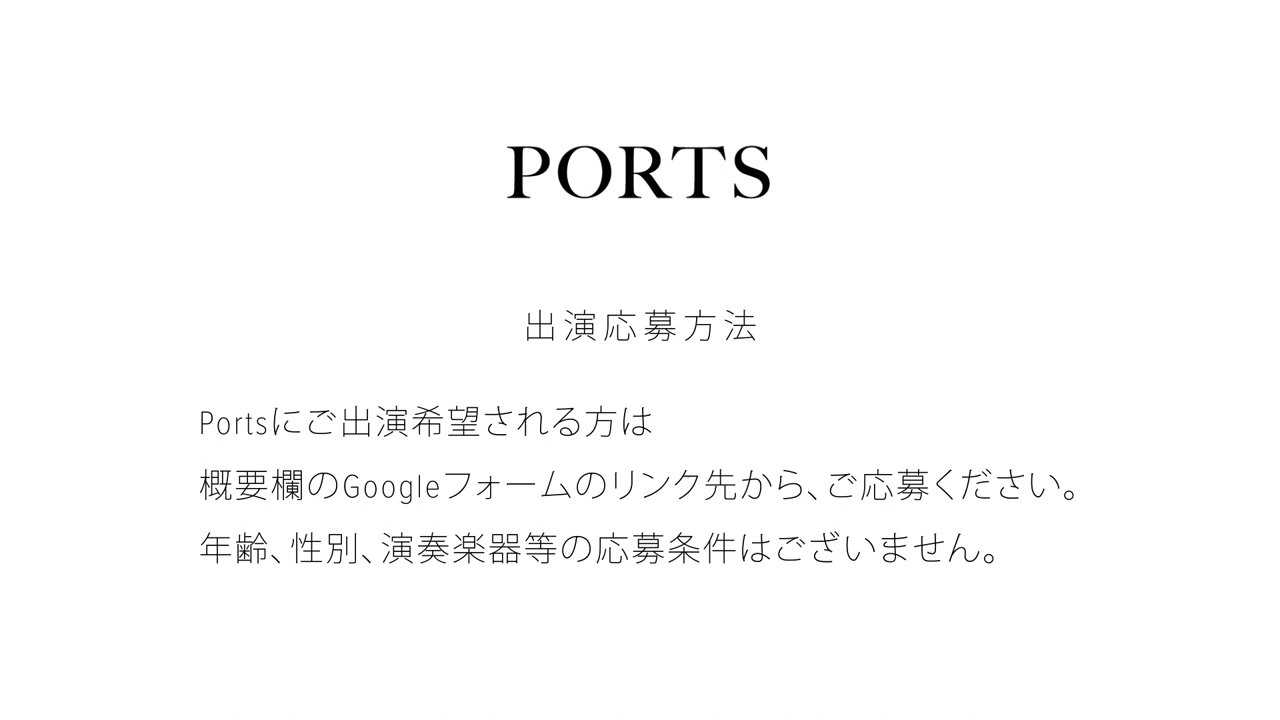 PORTS
出演応募方法
Portsにご出演希望される方は
概要欄のGoogleフォームのリンク先から、ご応募ください。
年齢、性別、演奏楽器等の応募条件はございません。